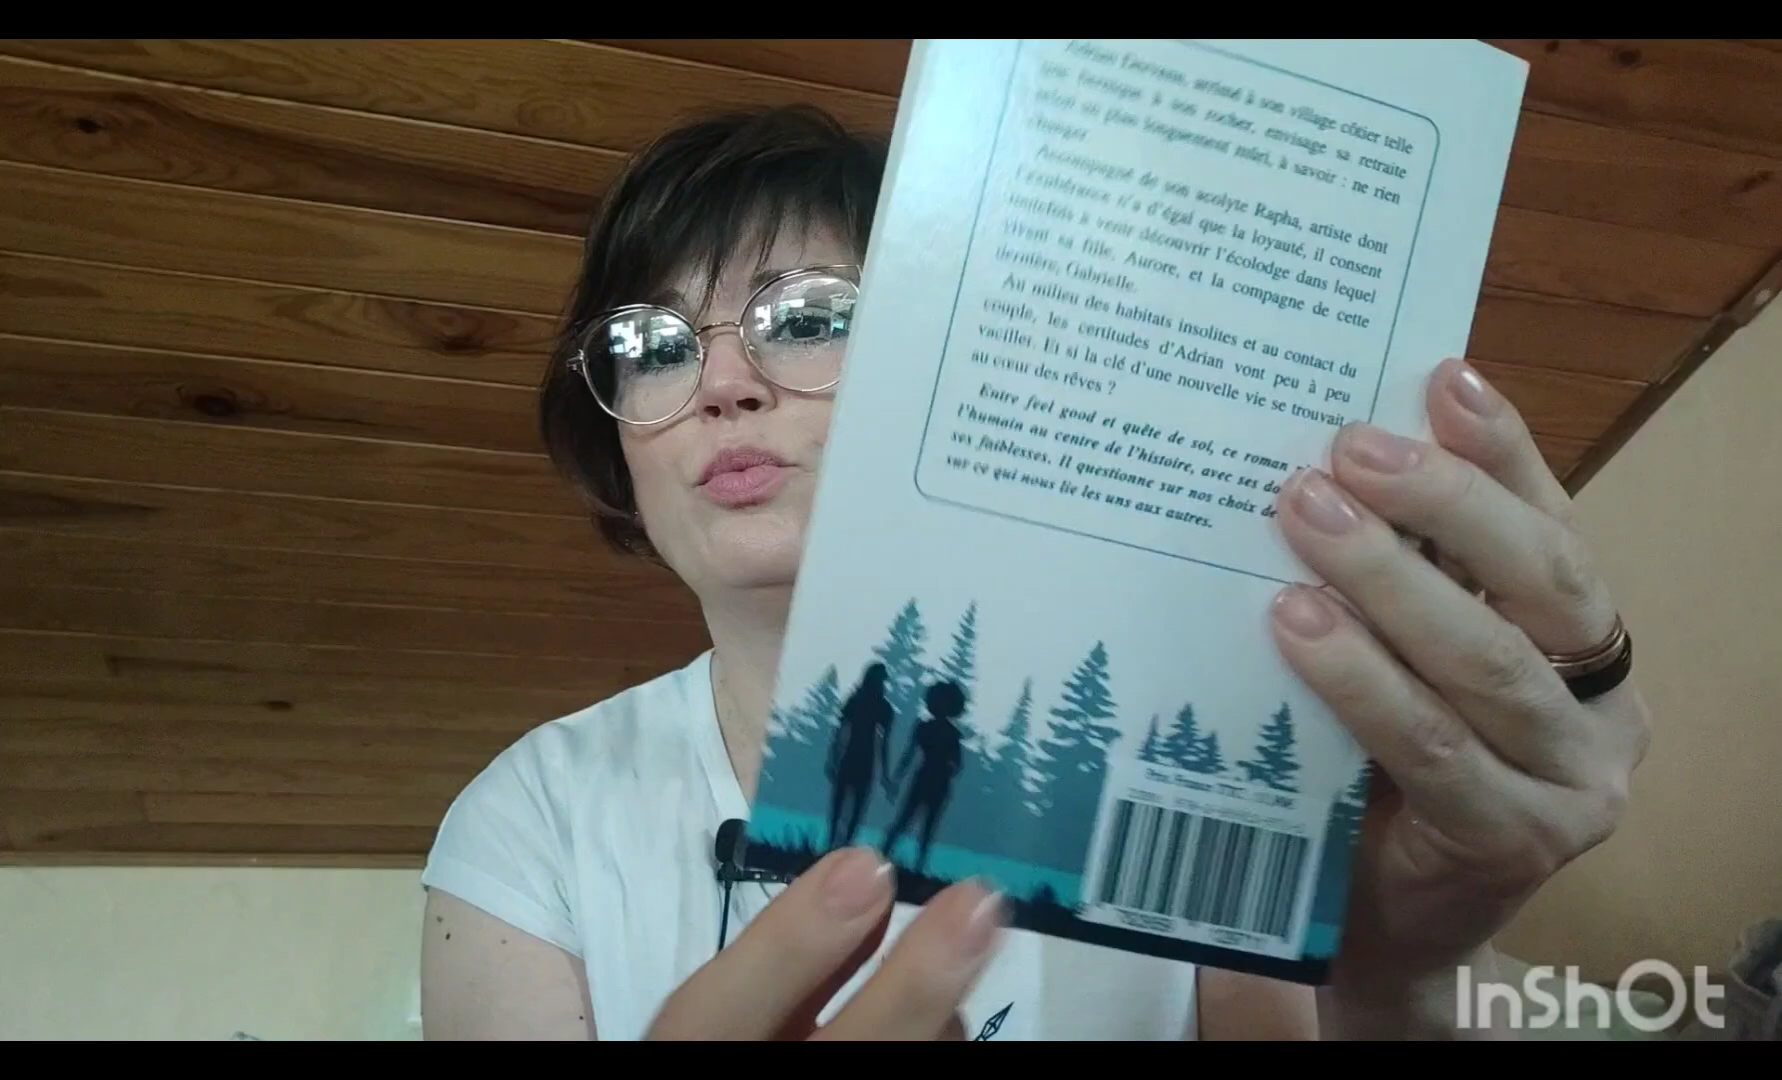 Adrian                 arrimé à son village côtier telle
une bernique à son rocher, envisage sa retraite
selon un plan longuement mûri, à savoir : ne rien
changer.
Accompagné de son acolyte Rapha, artiste dont
l'exubérance n'a d'égal que la loyauté, il consent
toutefois à venir découvrir l'écolodge dans lequel
vivent sa fille, Aurore, et la compagne de cette
dernière, Gabrielle.
Au milieu des habitats insolites et au contact du
couple, les certitudes d'Adrian vont peu à peu
vaciller. Et si la clé d'une nouvelle vie se trouvait
au cœur des rêves ?
Entre feel good et quête de soi, ce roman
l'humain au centre de l'histoire, avec ses
ses faiblesses. Il questionne sur nos choix de
sur ce qui nous lie les uns aux autres.
InShOt